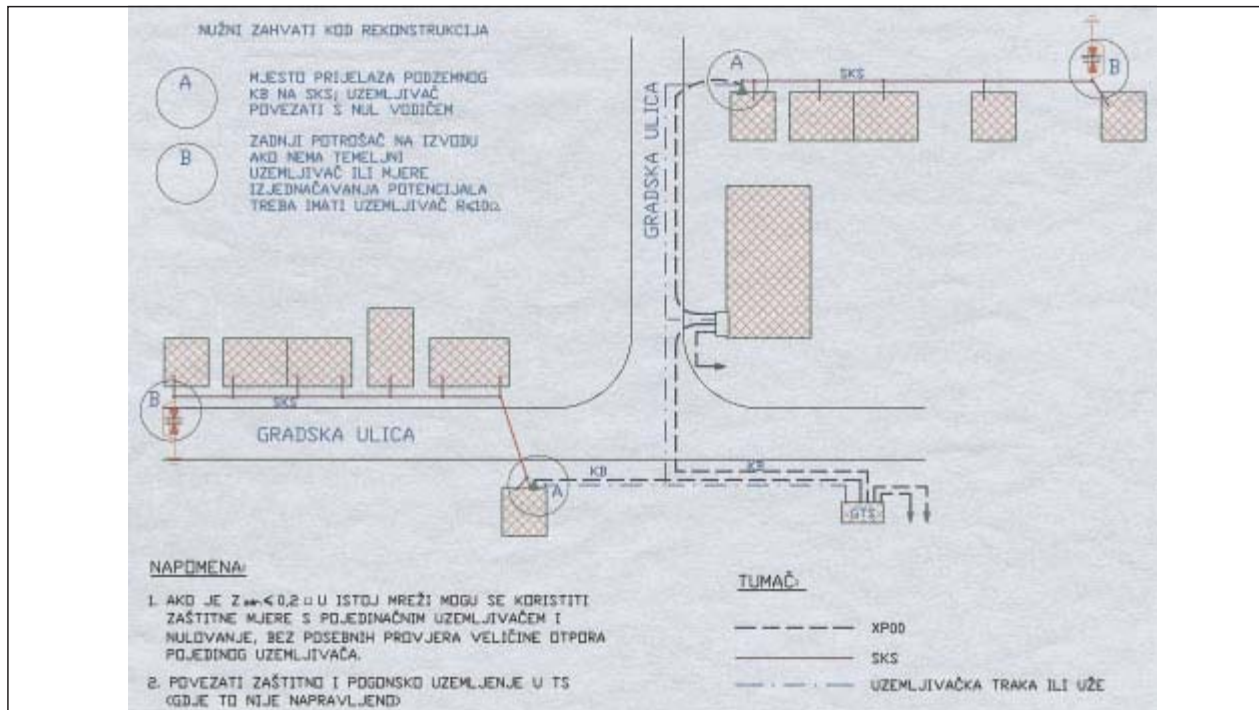 NUŽNI ZAHVATI KOD REKONSTRUKCIJA
A
MJESTO PRIJELAZA PODZEMNOG
KB NA SKS; UZEMLJIVAČ
POVEZATI S NUL VODIČEM
B
ZADNJI POTROŠAČ NA IZVODU
AKO NEMA TEMELJNI
UZEMLJIVAČ ILI MJERE
IZJEDNAČAVANJA POTENCIJALA
TREBA IMATI UZEMLJIVAČ R<10Ω
A
SKS
B
GRADSKA ULICA
B
SKS
GRADSKA ULICA
A
KB
KB
GTS
NAPOMENA:
1. AKO JE Z ≤ 0,2 Ω U ISTOJ MREŽI MOGU SE KORISTITI
ZAŠTITNE MJERE S POJEDINAČNIM UZEMLJIVAČEM I
NULOVANJE, BEZ POSEBNIH PROVJERA VELIČINE OTPORA
POJEDINOG UZEMLJIVAČA.
2. POVEZATI ZAŠTITNO I POGONSKO UZEMLJENJE U TS
(GDJE TO NIJE NAPRAVLJENO)
TUMAČ:
XP00
SKS
UZEMLJIVAČKA TRAKA ILI UŽE